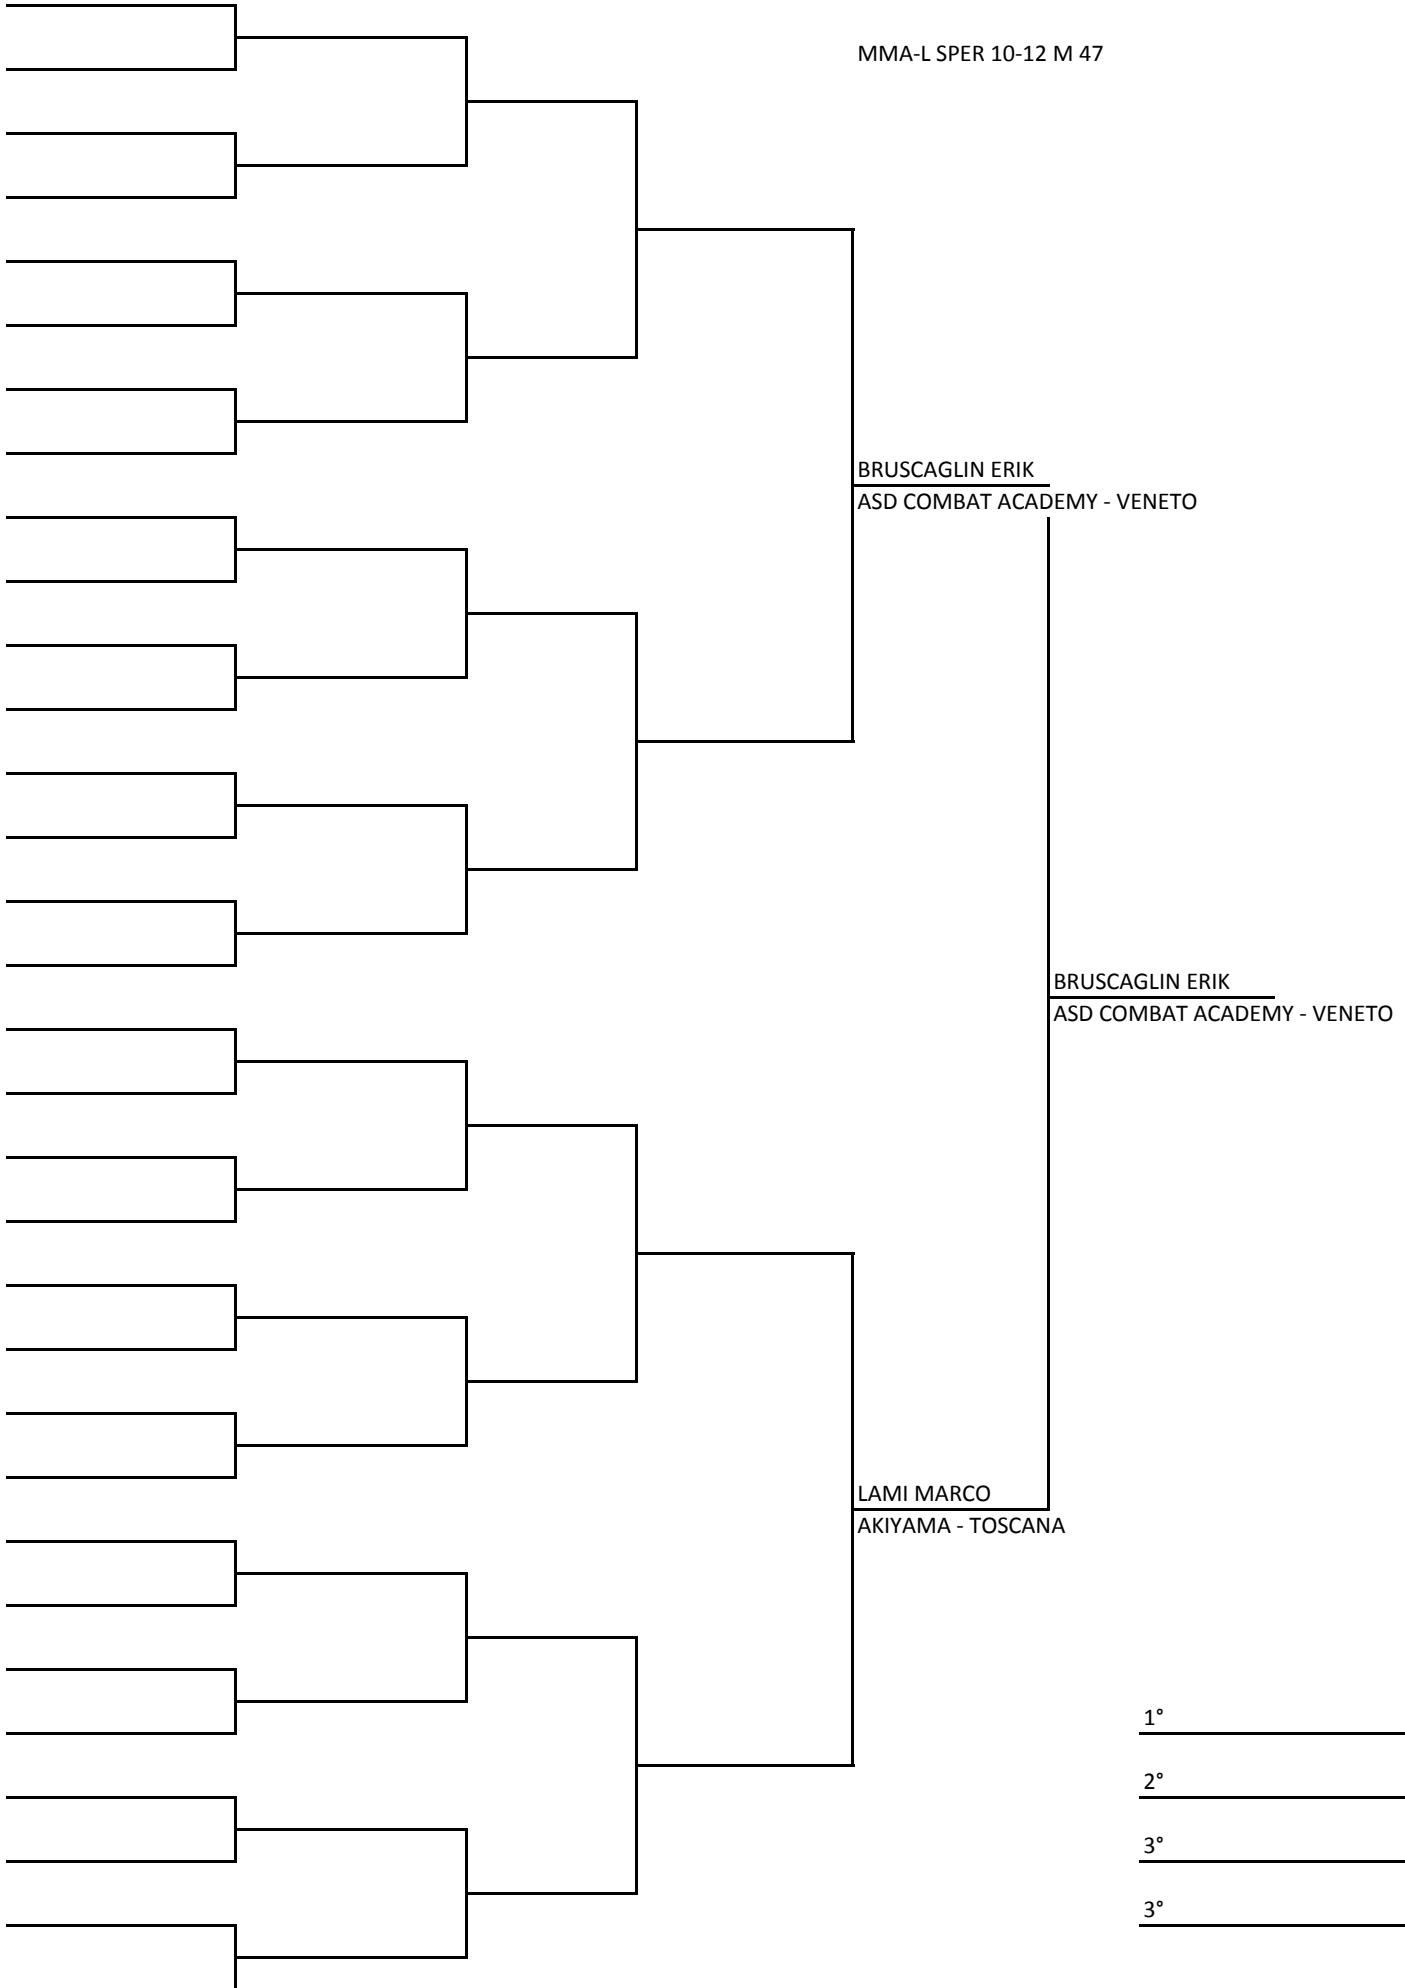 MMA-L SPER 10-12 M 47
BRUSCAGLIN ERIK
ASD COMBAT ACADEMY - VENETO
BRUSCAGLIN ERIK
ASD COMBAT ACADEMY - VENETO
LAMI MARCO
AKIYAMA - TOSCANA
1°
2°
3°
3°